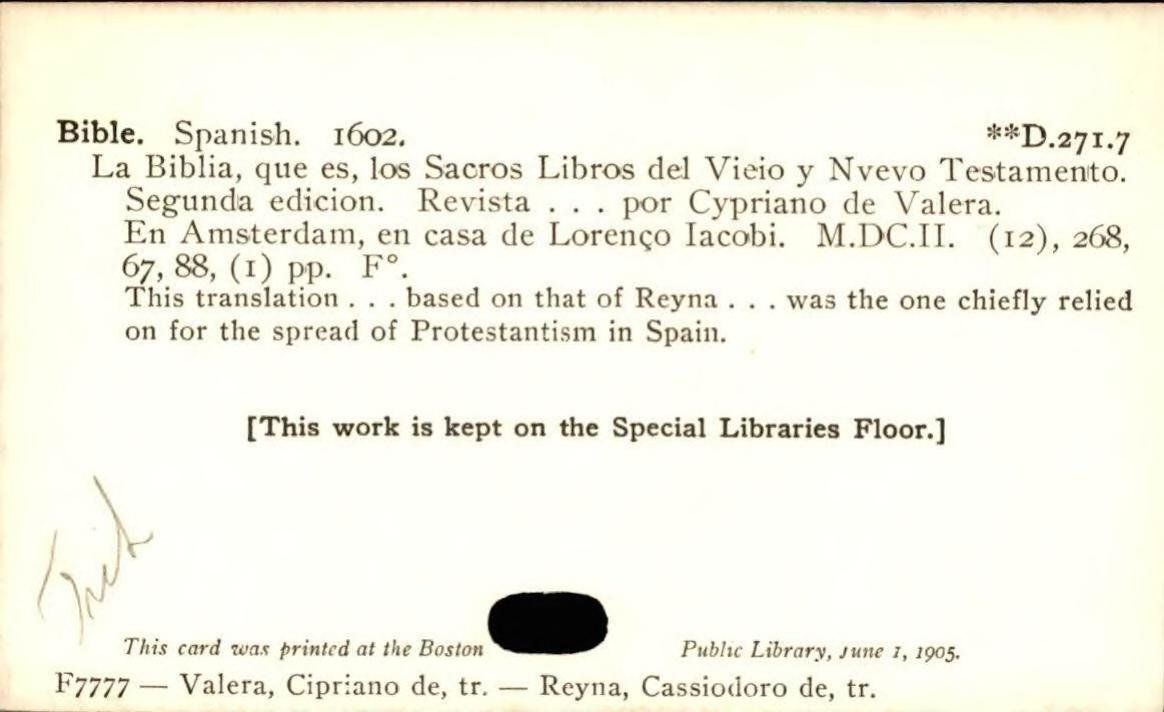 Bible. Spanish. 1602. **D.271.7
La Biblia, que es, los Sacros Libros del Vieio y Nvevo Testamento.
Segunda edicion. Revista . . . por Cypriano de Valera.
En Amsterdam, en casa de Lorenço Iacobi. M.DC.II. (12), 268,
67, 88, (1) pp. F°.
This translation . . . based on that of Reyna . . . was the one chiefly relied
on for the spread of Protestantism in Spain.
[This work is kept on the Special Libraries Floor.]
This card was printed at the Boston Public Library, June 1, 1905.
F7777 — Valera, Cipriano de, tr. — Reyna, Cassiodoro de, tr.